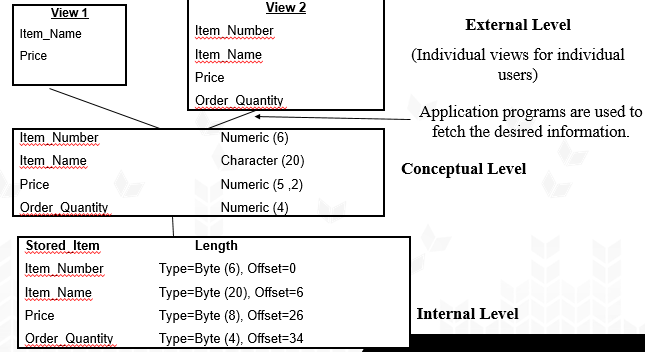 View 1
Item_Name
Price
View 2
Item_Number
Item_Name
Price
Order_Quantity
External Level
(Individual views for individual
users)
Application programs are used to
fetch the desired information.
Item_Number Numeric (6)
Item_Name Character (20)
Price Numeric (5 ,2)
Order_Quantity Numeric (4)
Conceptual Level
Stored_Item Length
Item_Number Type=Byte (6), Offset=0
Item_Name Type=Byte (20), Offset=6
Price Type=Byte (8), Offset=26
Order_Quantity Type=Byte (4), Offset=34
Internal Level